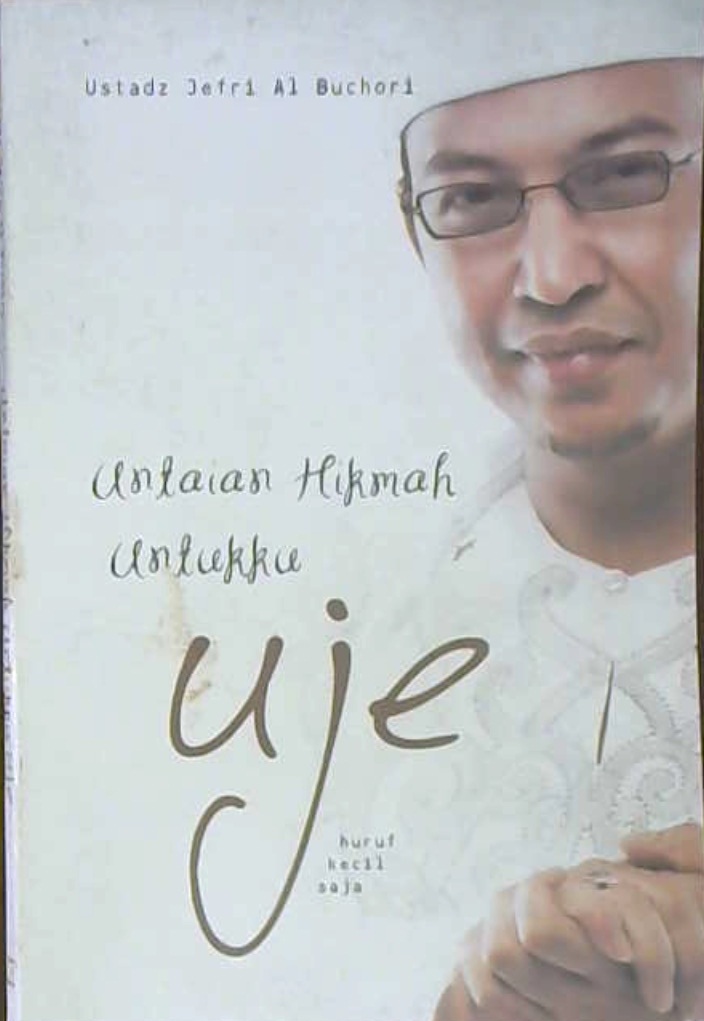 Ustadz Jefri Al Buchori
Untaian Hikmah
Untukku
uje
huruf
kecil
saja